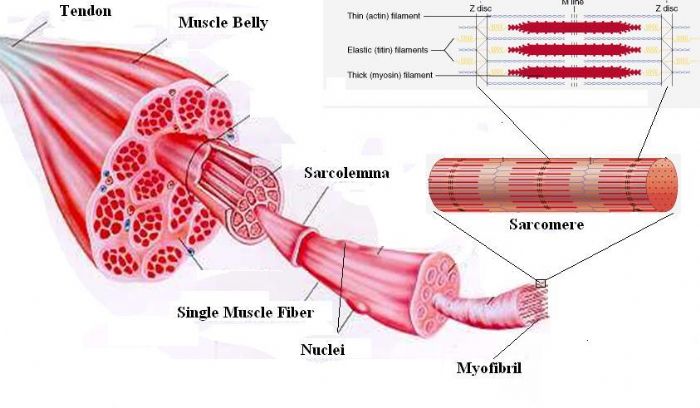 Tendon
Muscle Belly
M line
Z disc
Z disc
Thin (actin) filament
Elastic (titin) filaments
Thick (myosin) filament
Sarcolemna
Sarcomere
Single Muscle Fiber
Nuclei
Myofibril